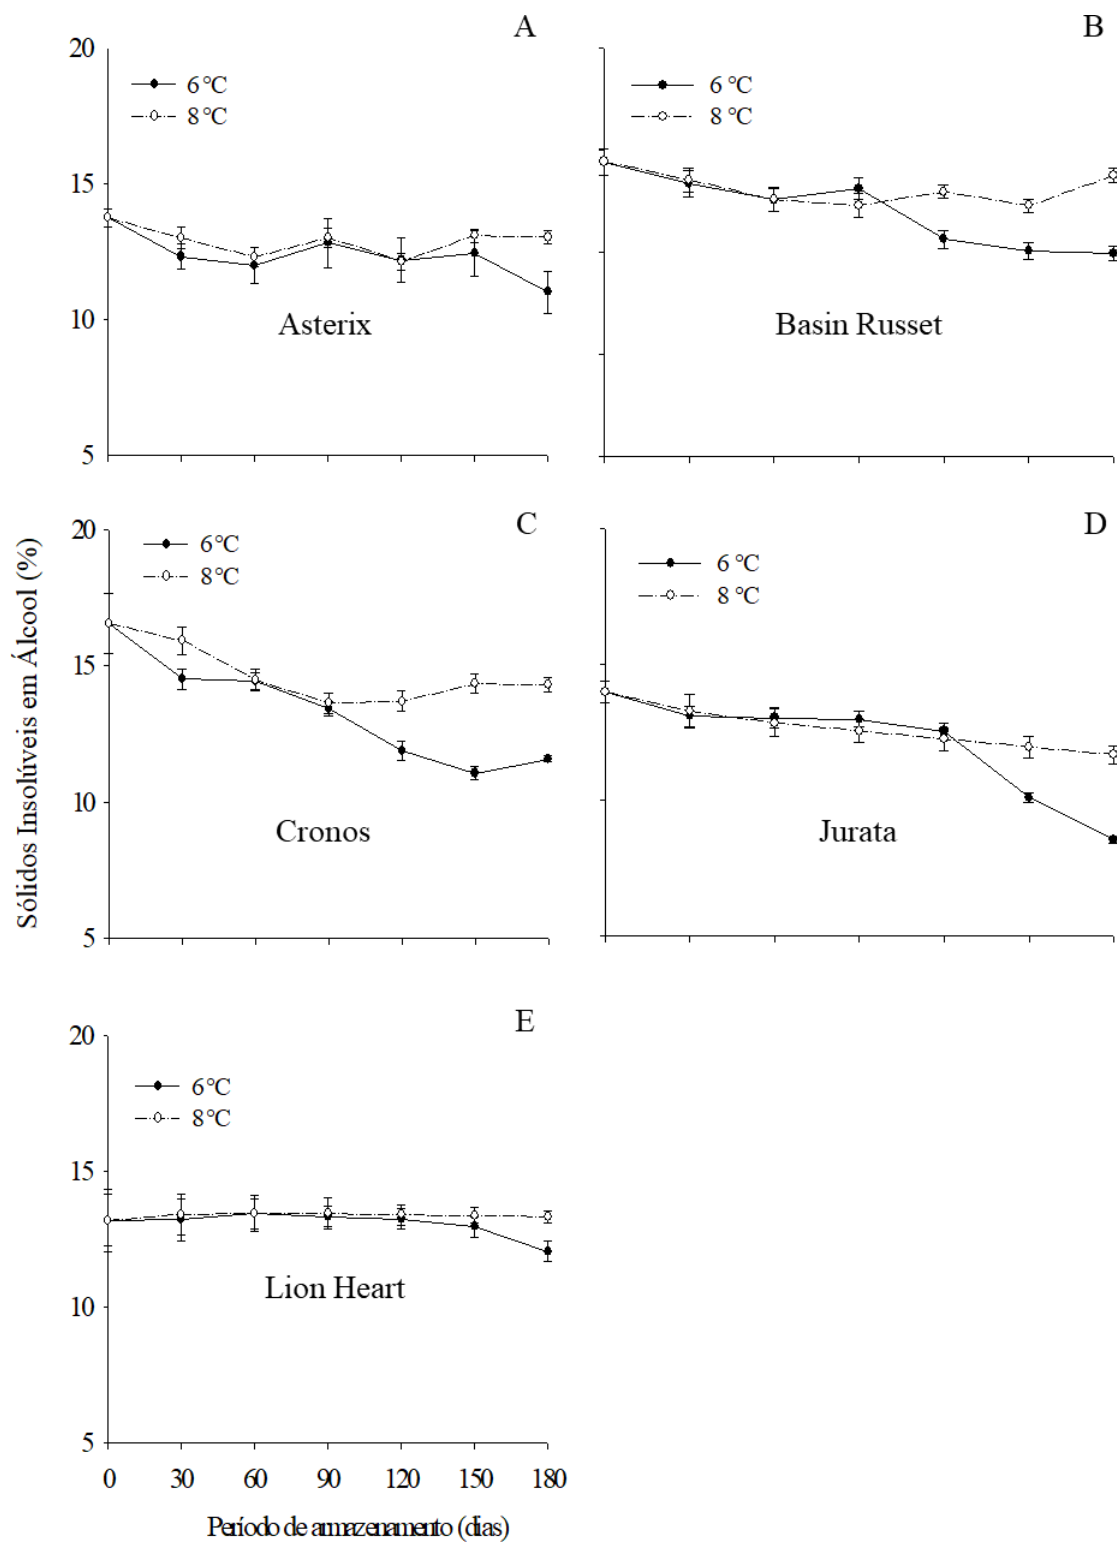 A
20
15
10
5
6°C
8°C
Asterix
B
6°C
8°C
Basin Russet
Sólidos Insolúveis em Álcool (%)
C
20
15
10
5
6°C
8°C
Cronos
D
6°C
8°C
Jurata
E
20
15
10
5
6°C
8°C
Lion Heart
0 30 60 90 120 150 180
Período de armazenamento (dias)